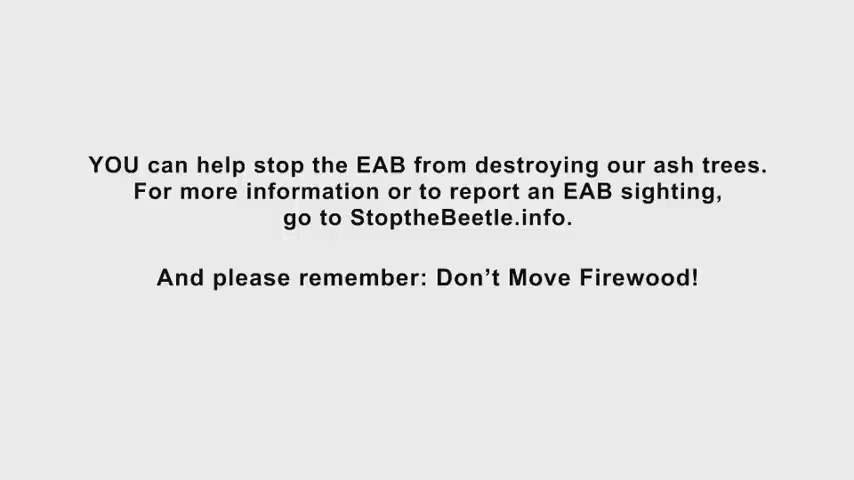 YOU can help stop the EAB from destroying our ash trees.
For more information or to report an EAB sighting,
go to StoptheBeetle.info.
And please remember: Don’t Move Firewood!